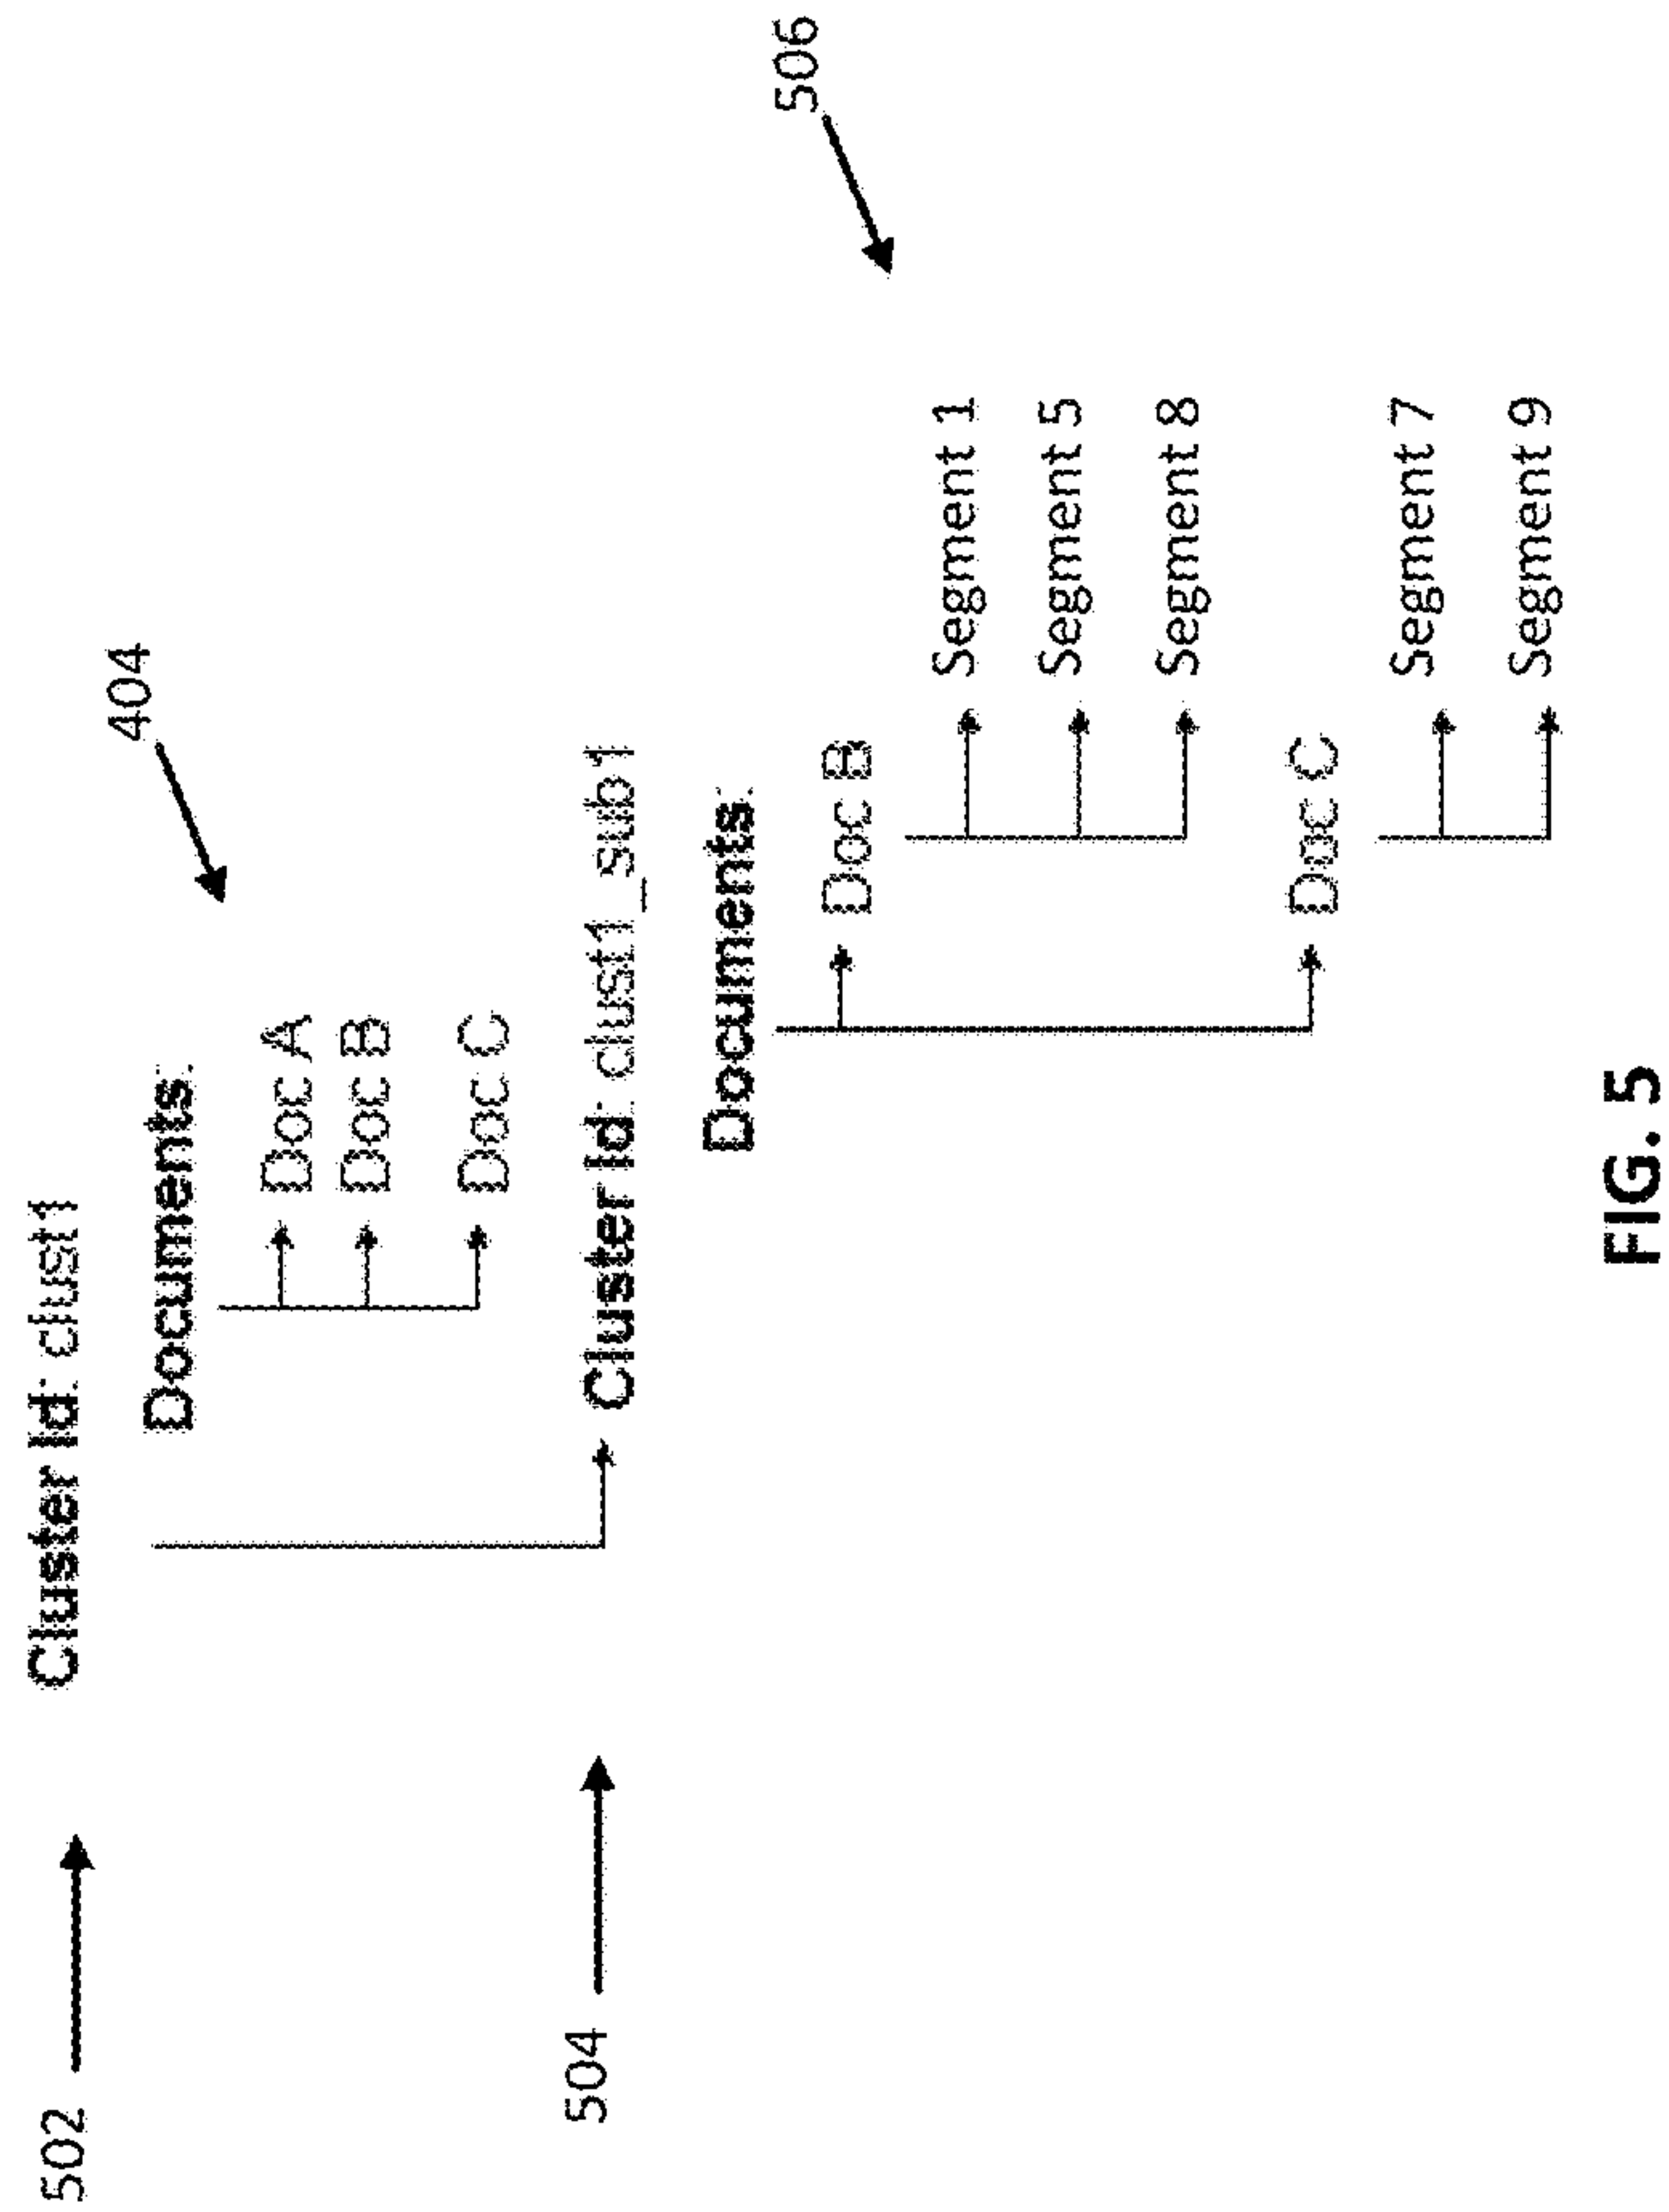 502
Cluster Id: clust1
Documents:
404
Doc A
Doc B
Doc C
504
Cluster Id: clust1_sub1
Documents:
506
Doc B
Segment 1
Segment 5
Segment 8
Doc C
Segment 7
Segment 9
FIG. 5